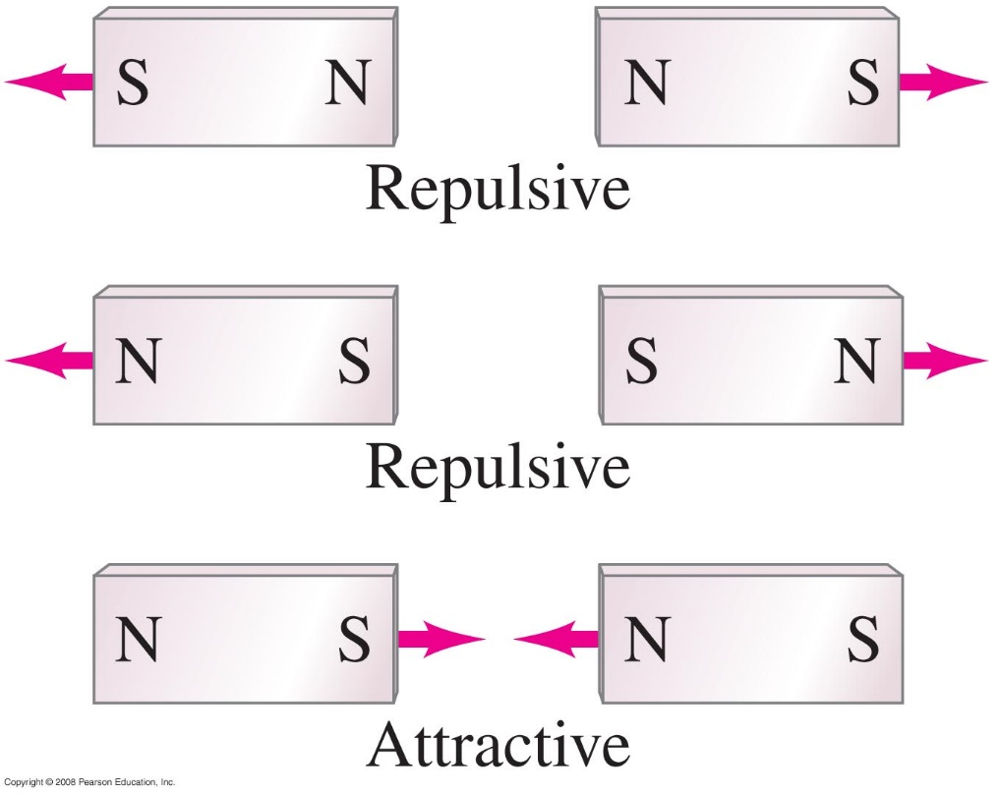 S N N S
Repulsive
N S S N
Repulsive
N S N S
Attractive
Copyright © 2008 Pearson Education, Inc.